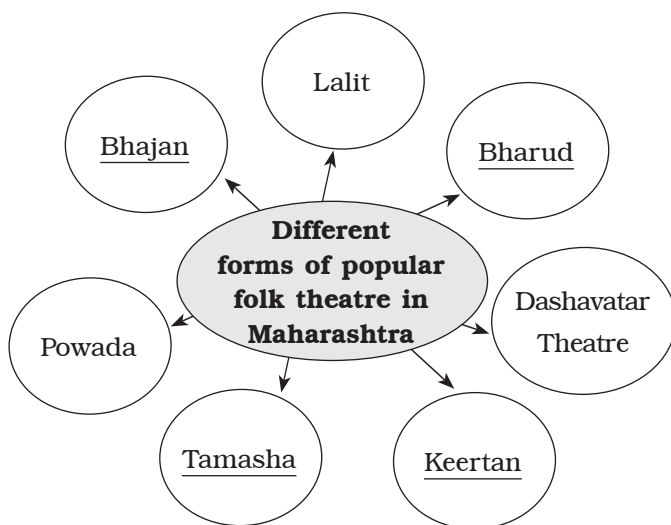 Lalit
Bhajan
Bharud
Different
forms of popular
folk theatre in
Maharashtra
Dashavatar
Theatre
Powada
Tamasha
Keertan